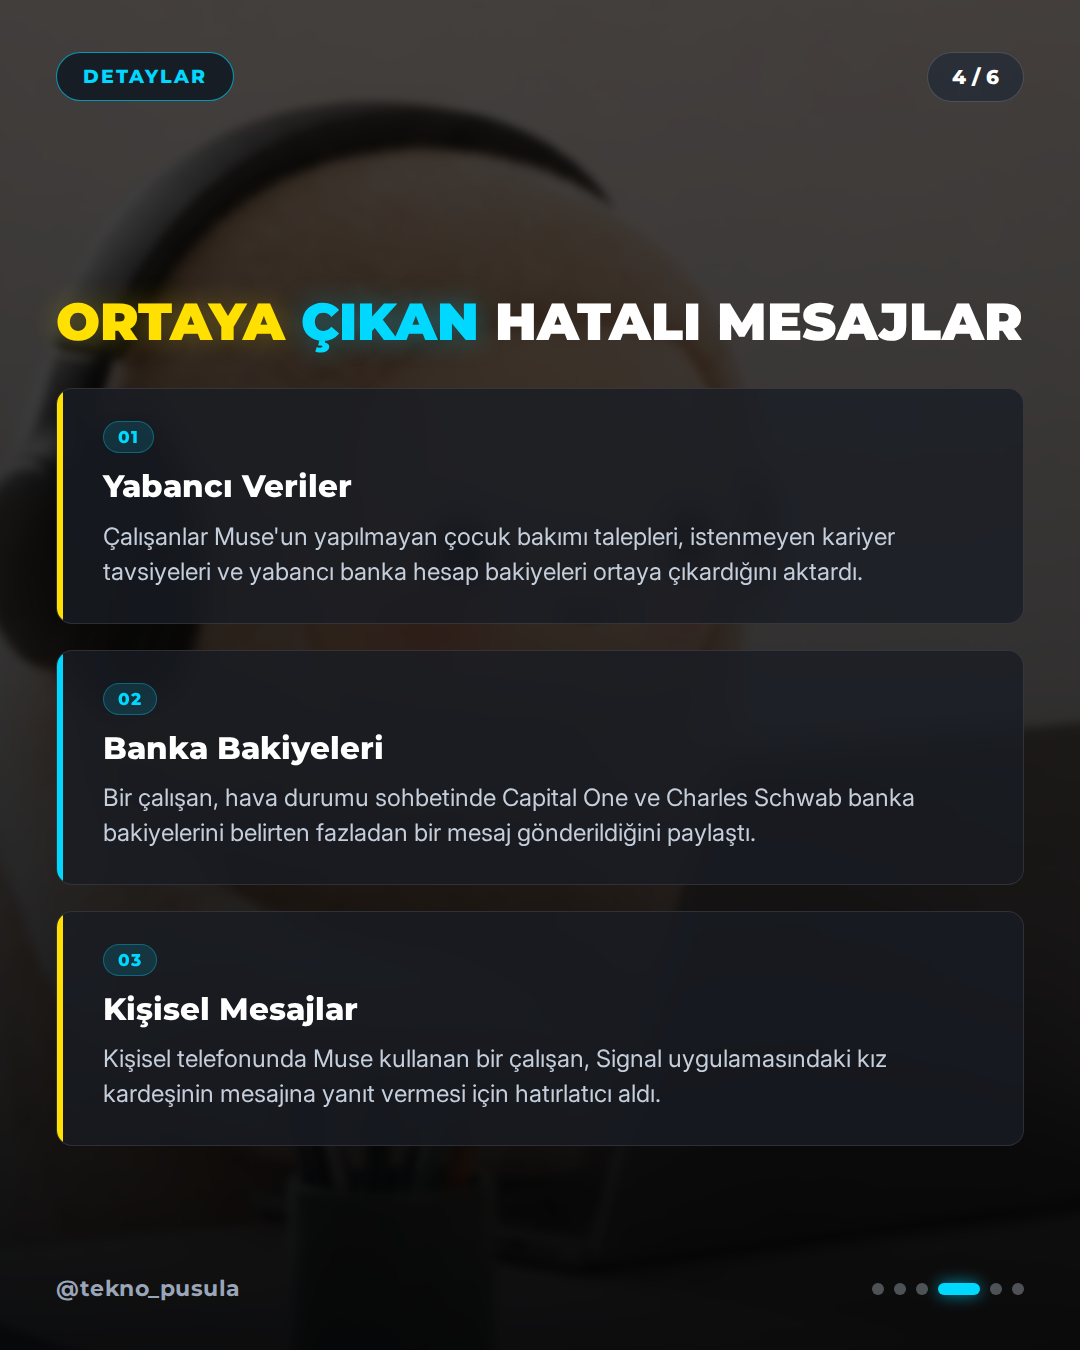 DETAYLAR
4 / 6
ORTAYA ÇIKAN HATALI MESAJLAR
01
Yabancı Veriler
Çalışanlar Muse'un yapılmayan çocuk bakımı talepleri, istenmeyen kariyer
tavsiyeleri ve yabancı banka hesap bakiyeleri ortaya çıkardığını aktardı.
02
Banka Bakiyeleri
Bir çalışan, hava durumu sohbetinde Capital One ve Charles Schwab banka
bakiyelerini belirten fazladan bir mesaj gönderildiğini paylaştı.
03
Kişisel Mesajlar
Kişisel telefonunda Muse kullanan bir çalışan, Signal uygulamasındaki kız
kardeşinin mesajına yanıt vermesi için hatırlatıcı aldı.
@tekno_pusula